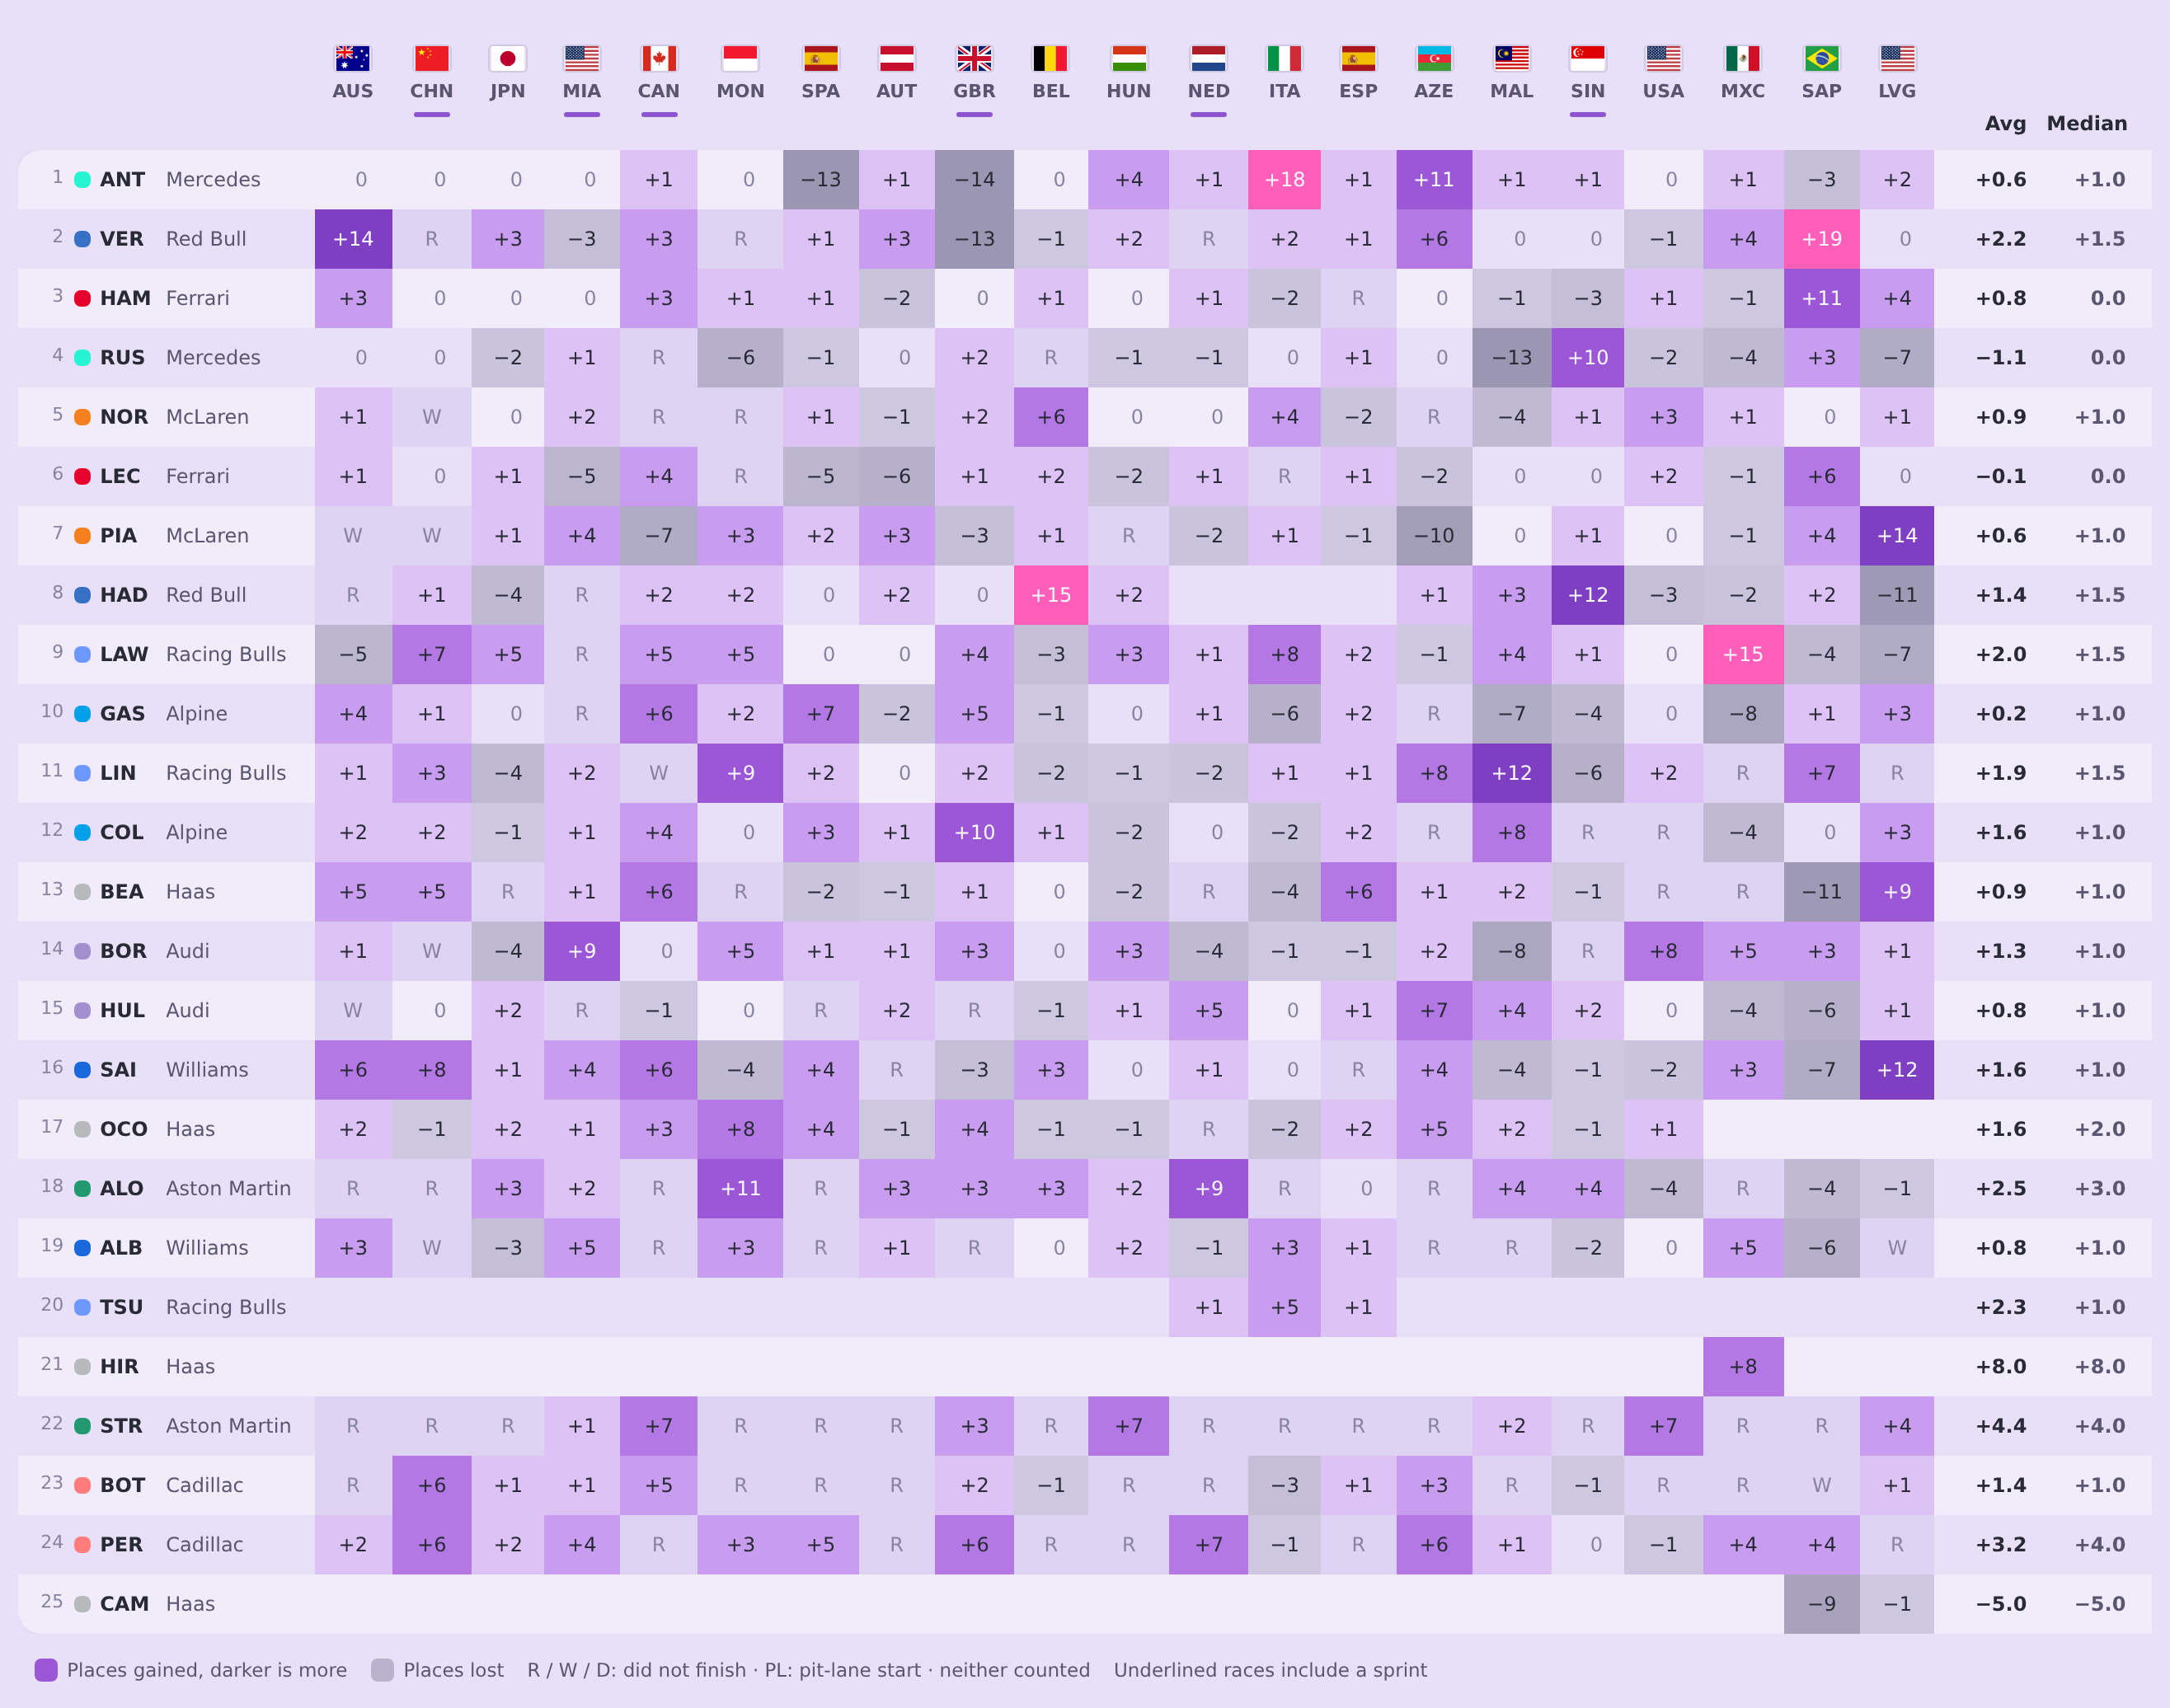 AUS CHN JPN MIA CAN MON SPA AUT GBR BEL HUN NED ITA ESP AZE MAL SIN USA MXC SAP LVG
Avg Median
1 ANT Mercedes 0 0 0 0 +1 0 −13 +1 −14 0 +4 +1 +18 +1 +11 +1 +1 0 +1 −3 +2 +0.6 +1.0
2 VER Red Bull +14 R +3 −3 +3 R +1 +3 −13 −1 +2 R +2 +1 +6 0 0 −1 +4 +19 0 +2.2 +1.5
3 HAM Ferrari +3 0 0 0 +3 +1 +1 −2 0 +1 0 +1 −2 R 0 −1 −3 +1 −1 +11 +4 +0.8 0.0
4 RUS Mercedes 0 0 −2 +1 R −6 −1 0 +2 R −1 −1 0 +1 0 −13 +10 −2 −4 +3 −7 −1.1 0.0
5 NOR McLaren +1 W 0 +2 R R +1 −1 +2 +6 0 0 +4 −2 R −4 +1 +3 +1 0 +1 +0.9 +1.0
6 LEC Ferrari +1 0 +1 −5 +4 R −5 −6 +1 +2 −2 +1 R +1 −2 0 0 +2 −1 +6 0 −0.1 0.0
7 PIA McLaren W W +1 +4 −7 +3 +2 +3 −3 +1 R −2 +1 −1 −10 0 +1 0 −1 +4 +14 +0.6 +1.0
8 HAD Red Bull R +1 −4 R +2 +2 0 +2 0 +15 +2 +1 +3 +12 −3 −2 +2 −11 +1.4 +1.5
9 LAW Racing Bulls −5 +7 +5 R +5 +5 0 0 +4 −3 +3 +1 +8 +2 −1 +4 +1 0 +15 −4 −7 +2.0 +1.5
10 GAS Alpine +4 +1 0 R +6 +2 +7 −2 +5 −1 0 +1 −6 +2 R −7 −4 0 −8 +1 +3 +0.2 +1.0
11 LIN Racing Bulls +1 +3 −4 +2 W +9 +2 0 +2 −2 −1 −2 +1 +1 +8 +12 −6 +2 R +7 R +1.9 +1.5
12 COL Alpine +2 +2 −1 +1 +4 0 +3 +1 +10 +1 −2 0 −2 +2 R +8 R R −4 0 +3 +1.6 +1.0
13 BEA Haas +5 +5 R +1 +6 R −2 −1 +1 0 −2 R −4 +6 +1 +2 −1 R R −11 +9 +0.9 +1.0
14 BOR Audi +1 W −4 +9 0 +5 +1 +1 +3 0 +3 −4 −1 −1 +2 −8 R +8 +5 +3 +1 +1.3 +1.0
15 HUL Audi W 0 +2 R −1 0 R +2 R −1 +1 +5 0 +1 +7 +4 +2 0 −4 −6 +1 +0.8 +1.0
16 SAI Williams +6 +8 +1 +4 +6 −4 +4 R −3 +3 0 +1 0 R +4 −4 −1 −2 +3 −7 +12 +1.6 +1.0
17 OCO Haas +2 −1 +2 +1 +3 +8 +4 −1 +4 −1 −1 R −2 +2 +5 +2 −1 +1 +1.6 +2.0
18 ALO Aston Martin R R +3 +2 R +11 R +3 +3 +3 +2 +9 R 0 R +4 +4 −4 R −4 −1 +2.5 +3.0
19 ALB Williams +3 W −3 +5 R +3 R +1 R 0 +2 −1 +3 +1 R R −2 0 +5 −6 W +0.8 +1.0
20 TSU Racing Bulls +1 +5 +1 +2.3 +1.0
21 HIR Haas +8 +8.0 +8.0
22 STR Aston Martin R R R +1 +7 R R R +3 R +7 R R R R +2 R +7 R R +4 +4.4 +4.0
23 BOT Cadillac R +6 +1 +1 +5 R R R +2 −1 R R −3 +1 +3 R −1 R R W +1 +1.4 +1.0
24 PER Cadillac +2 +6 +2 +4 R +3 +5 R +6 R R +7 −1 R +6 +1 0 −1 +4 +4 R +3.2 +4.0
25 CAM Haas −9 −1 −5.0 −5.0
Places gained, darker is more Places lost R / W / D: did not finish · PL: pit-lane start · neither counted Underlined races include a sprint